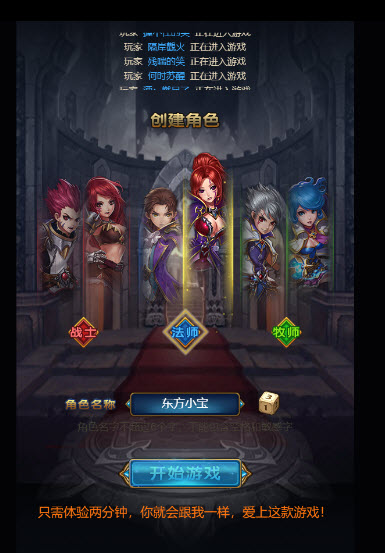 玩家 隔岸觀火 正在进入游戏
玩家 残喘的笑 正在进入游戏
玩家 何时苏醒 正在进入游戏
创建角色
战士
法师
牧师
角色名称 东方小宝
开始游戏
只需体验两分钟，你就会跟我一样，爱上这款游戏！